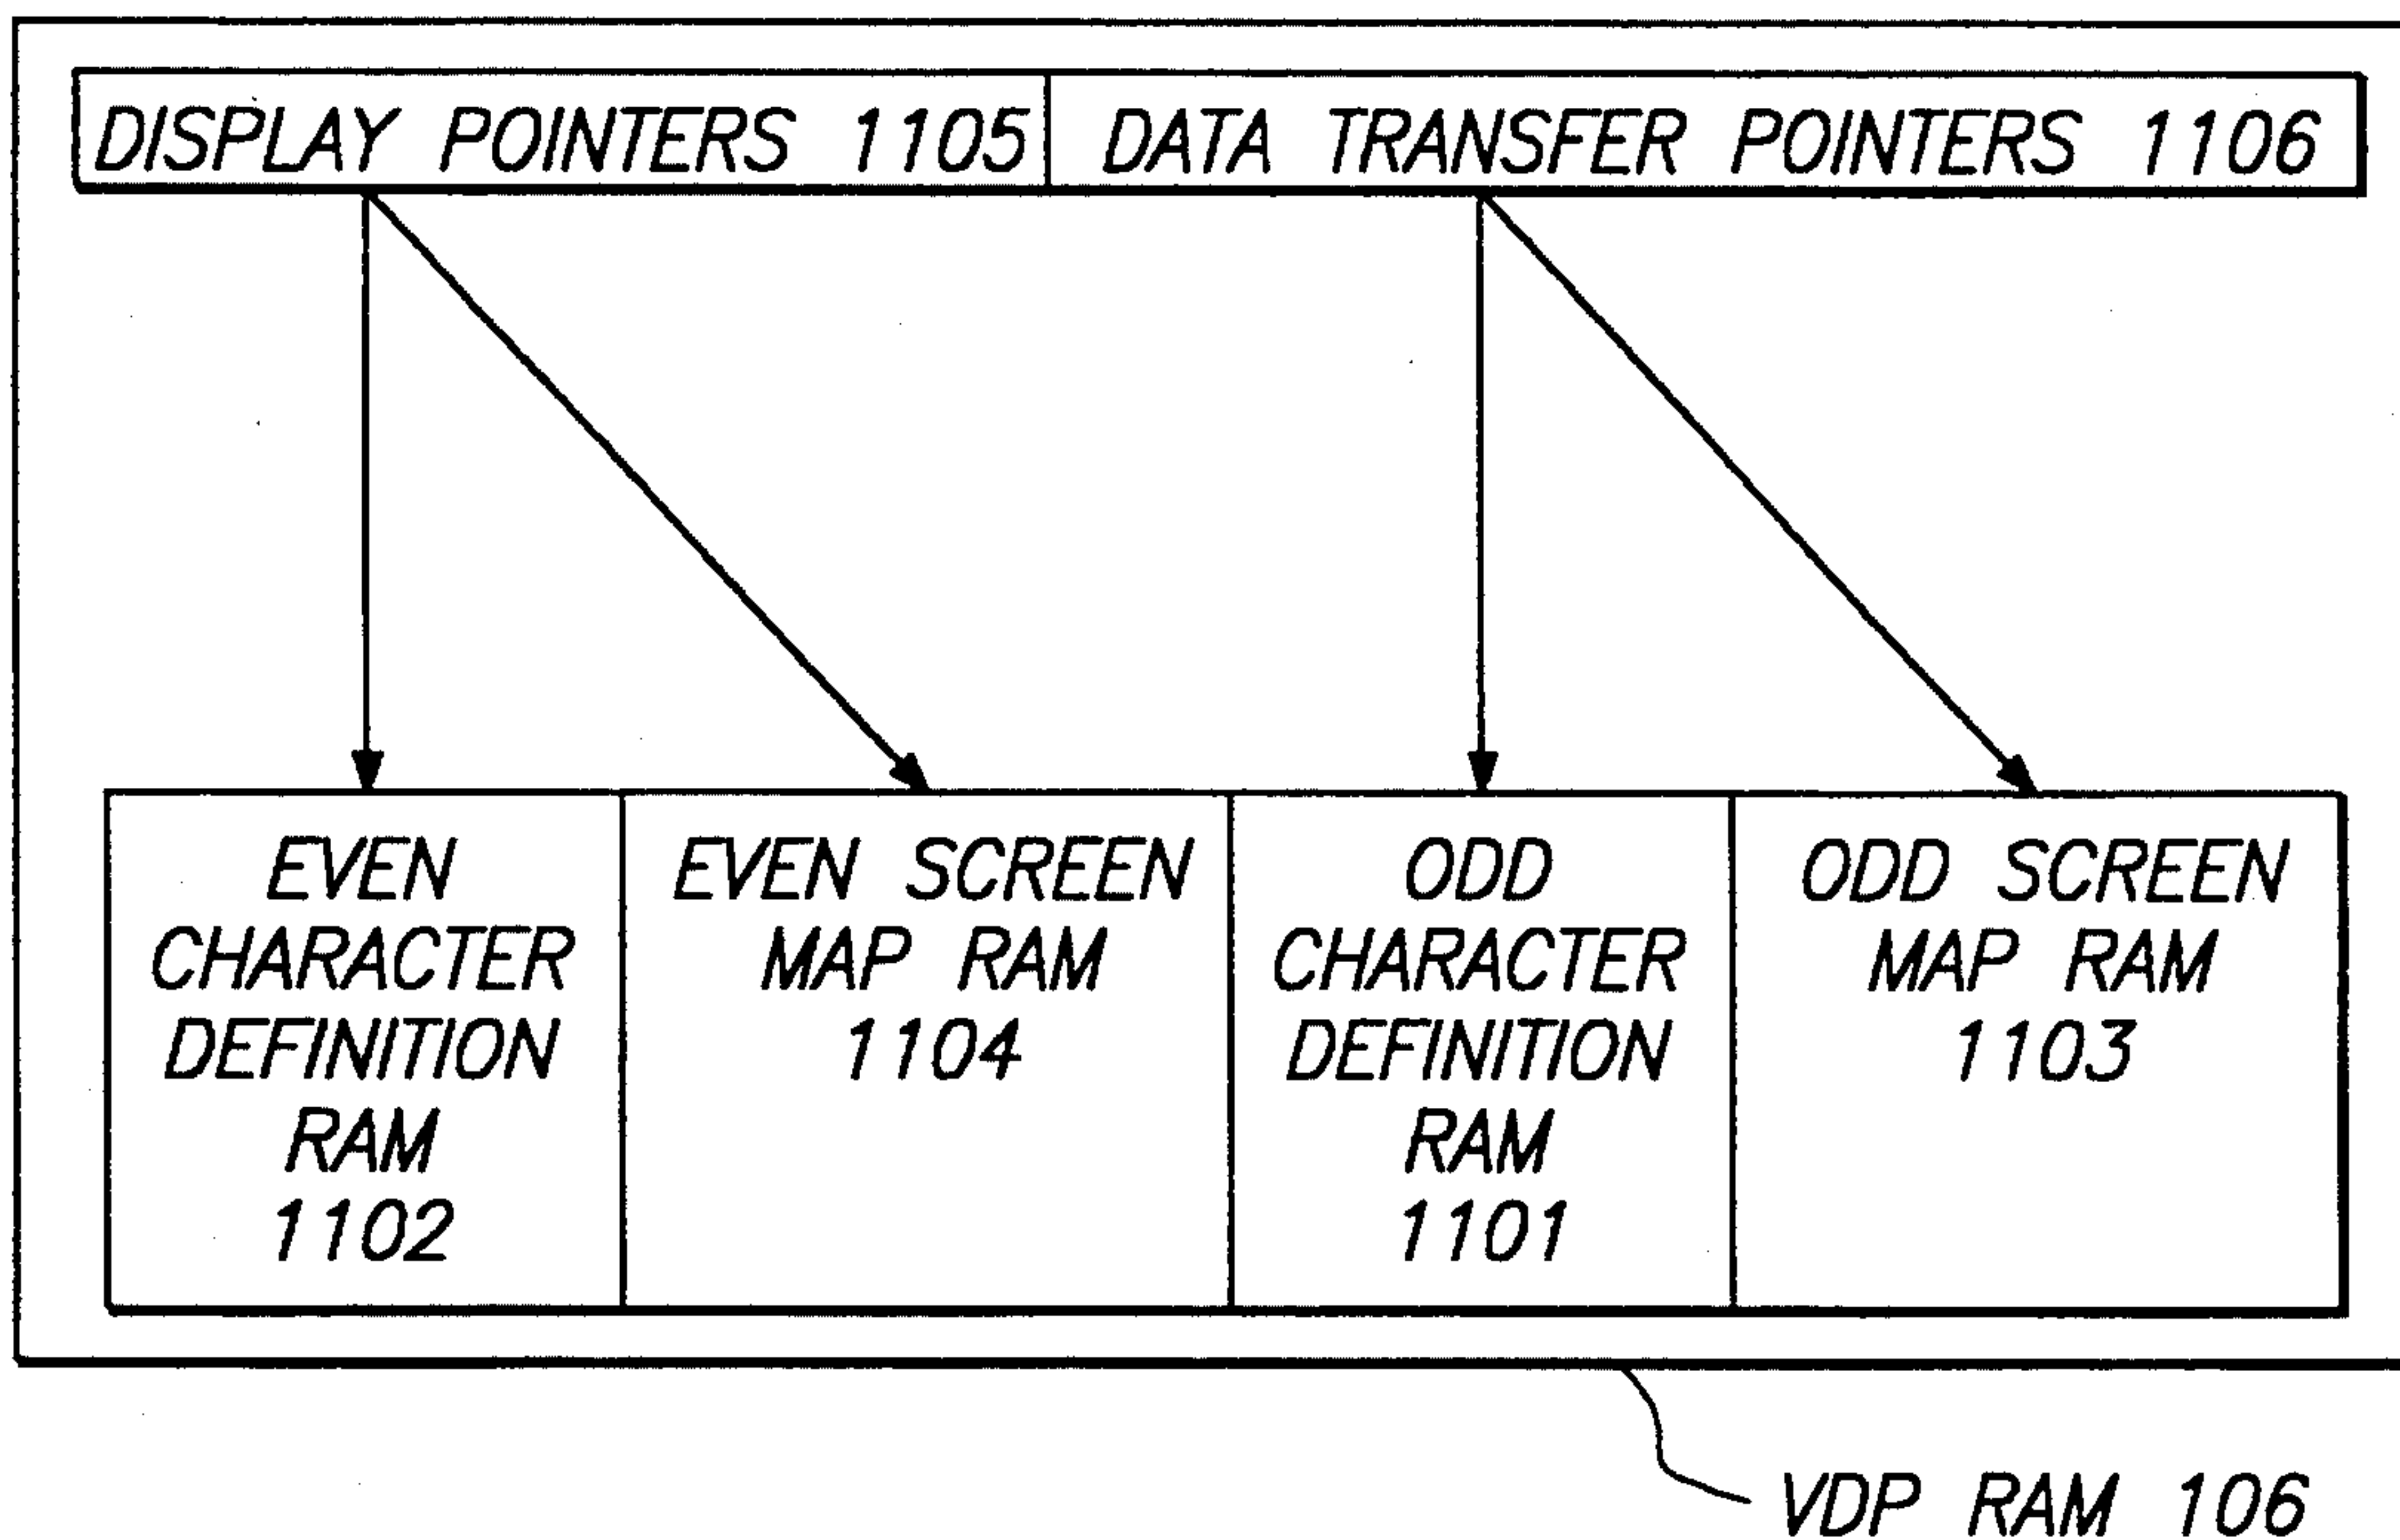 DISPLAY POINTERS 1105
DATA TRANSFER POINTERS 1106
EVEN
CHARACTER
DEFINITION
RAM
1102
EVEN SCREEN
MAP RAM
1104
ODD
CHARACTER
DEFINITION
RAM
1101
ODD SCREEN
MAP RAM
1103
VDP RAM 106